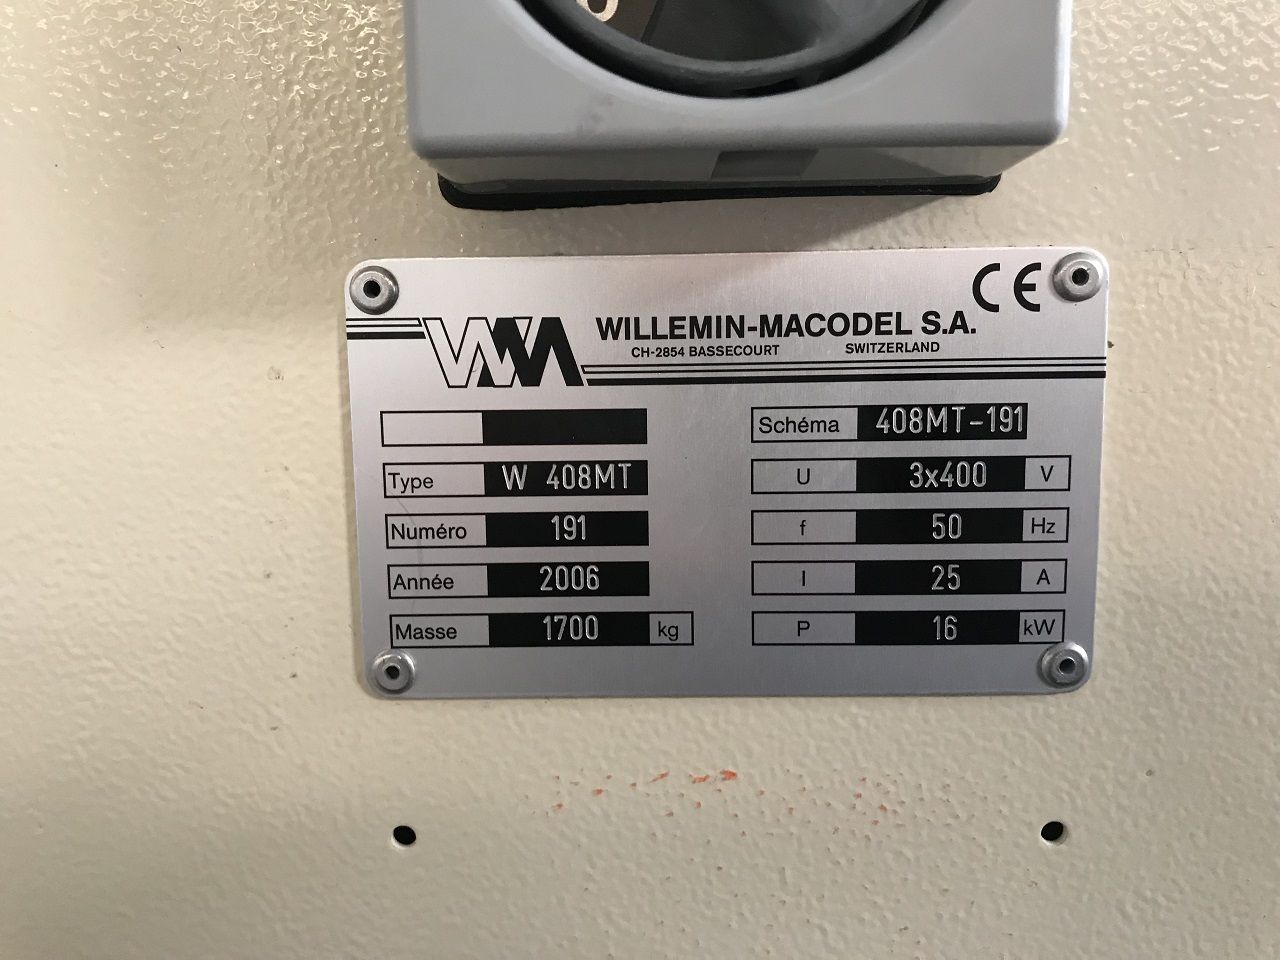 CE
WM WILLEMIN-MACODEL S.A.
CH-2854 BASSECOURT SWITZERLAND
Schéma 408MT-191
Type W 408MT
U 3x400 V
Numéro 191
f 50 Hz
Année 2006
I 25 A
Masse 1700 kg
P 16 kW